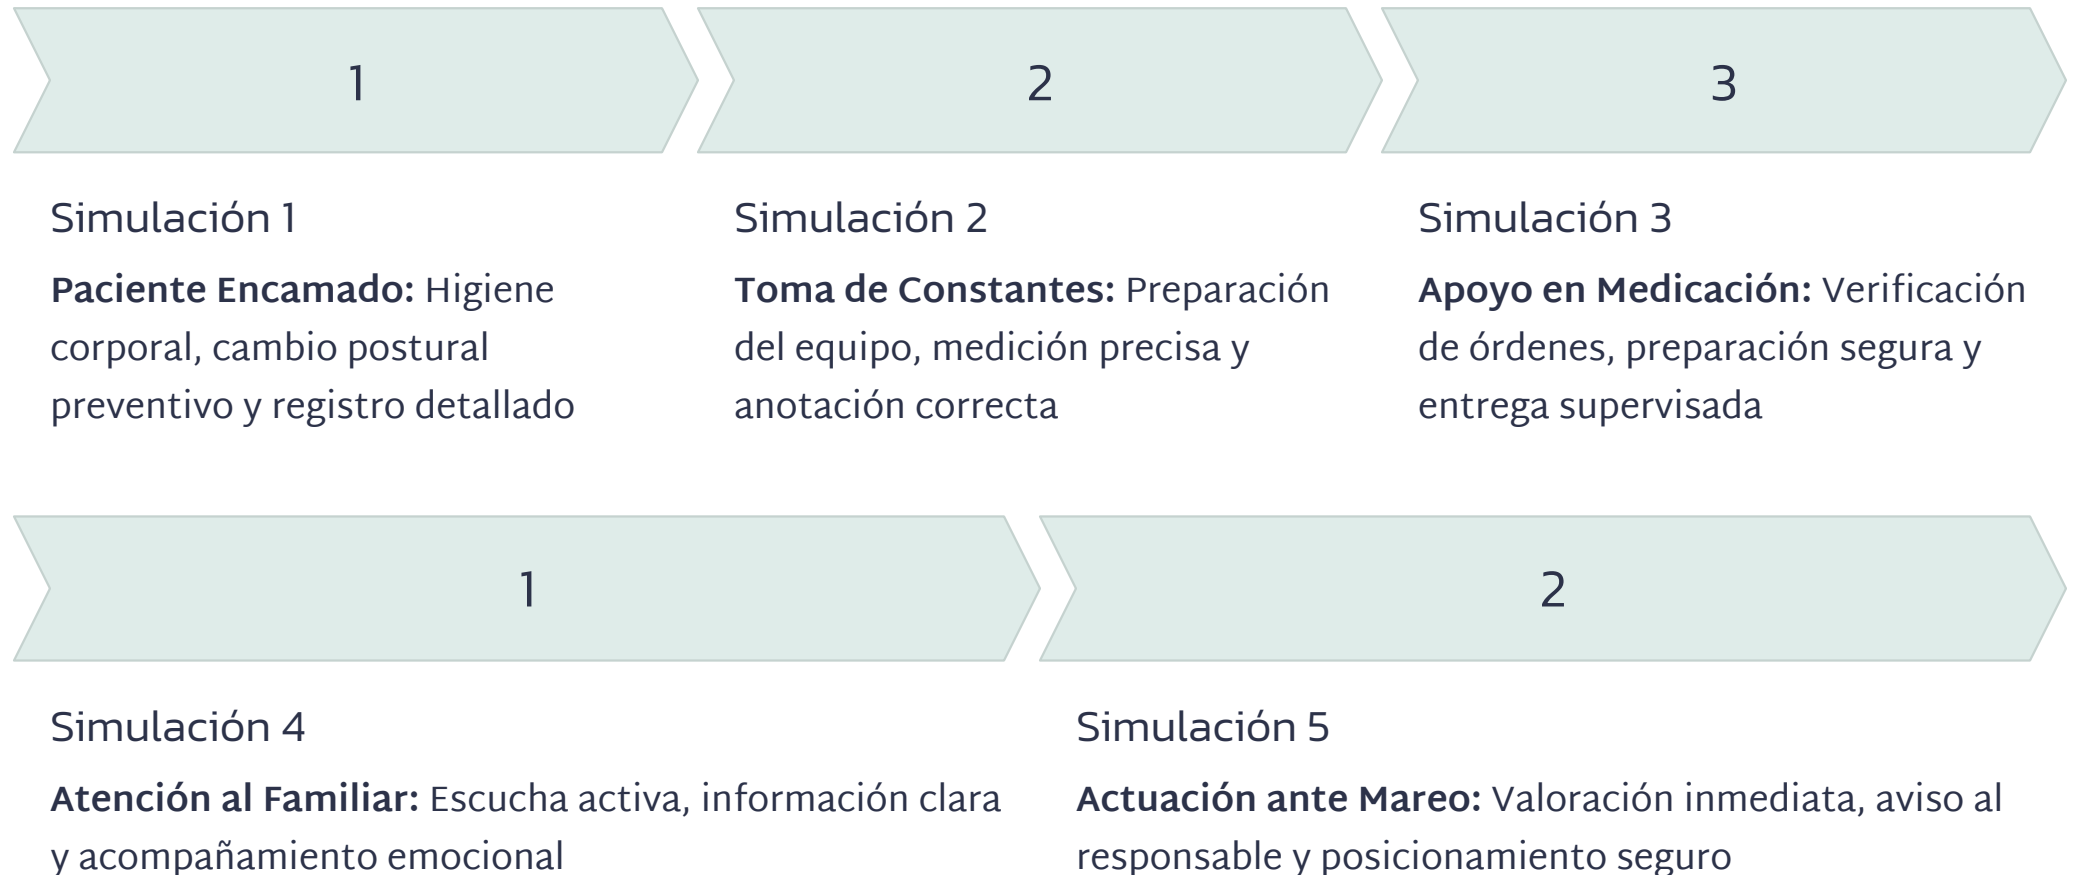 1
2
3
Simulación 1
Paciente Encamado: Higiene
corporal, cambio postural
preventivo y registro detallado
Simulación 2
Toma de Constantes: Preparación
del equipo, medición precisa y
anotación correcta
Simulación 3
Apoyo en Medicación: Verificación
de órdenes, preparación segura y
entrega supervisada
1
2
Simulación 4
Atención al Familiar: Escucha activa, información clara
y acompañamiento emocional
Simulación 5
Actuación ante Mareo: Valoración inmediata, aviso al
responsable y posicionamiento seguro